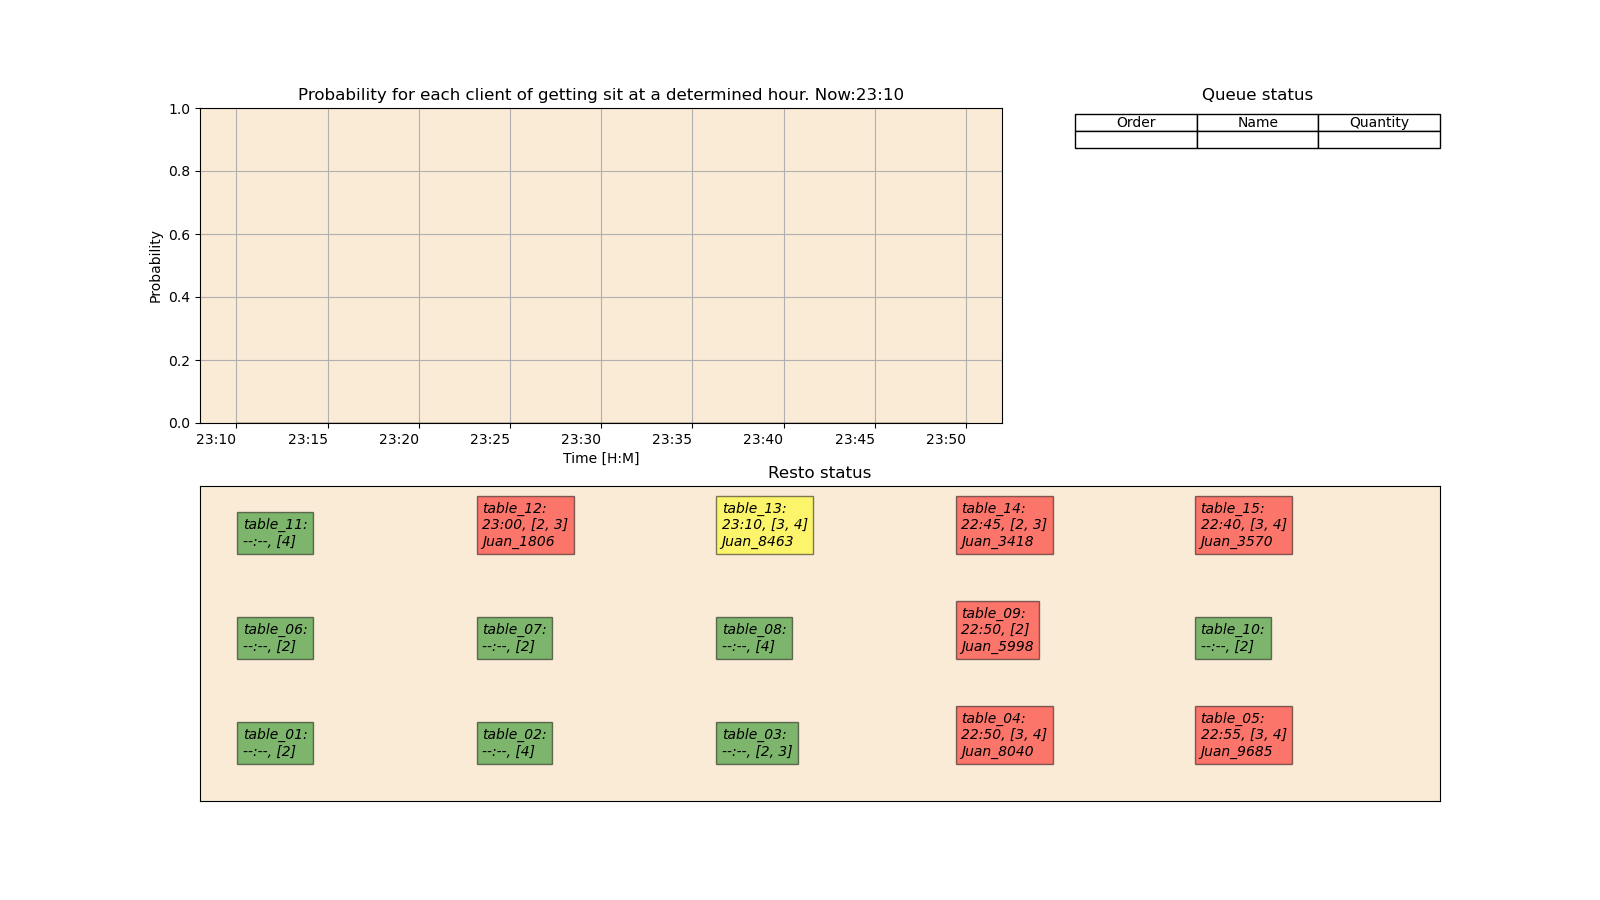 Probability for each client of getting sit at a determined hour. Now:23:10
1.0
0.8
0.6
0.4
0.2
0.0
Probability
23:10 23:15 23:20 23:25 23:30 23:35 23:40 23:45 23:50
Time [H:M]
Queue status
Order Name Quantity
Resto status
table_11:
--:--, [4]
table_12:
23:00, [2, 3]
Juan_1806
table_13:
23:10, [3, 4]
Juan_8463
table_14:
22:45, [2, 3]
Juan_3418
table_15:
22:40, [3, 4]
Juan_3570
table_06:
--:--, [2]
table_07:
--:--, [2]
table_08:
--:--, [4]
table_09:
22:50, [2]
Juan_5998
table_10:
--:--, [2]
table_01:
--:--, [2]
table_02:
--:--, [4]
table_03:
--:--, [2, 3]
table_04:
22:50, [3, 4]
Juan_8040
table_05:
22:55, [3, 4]
Juan_9685